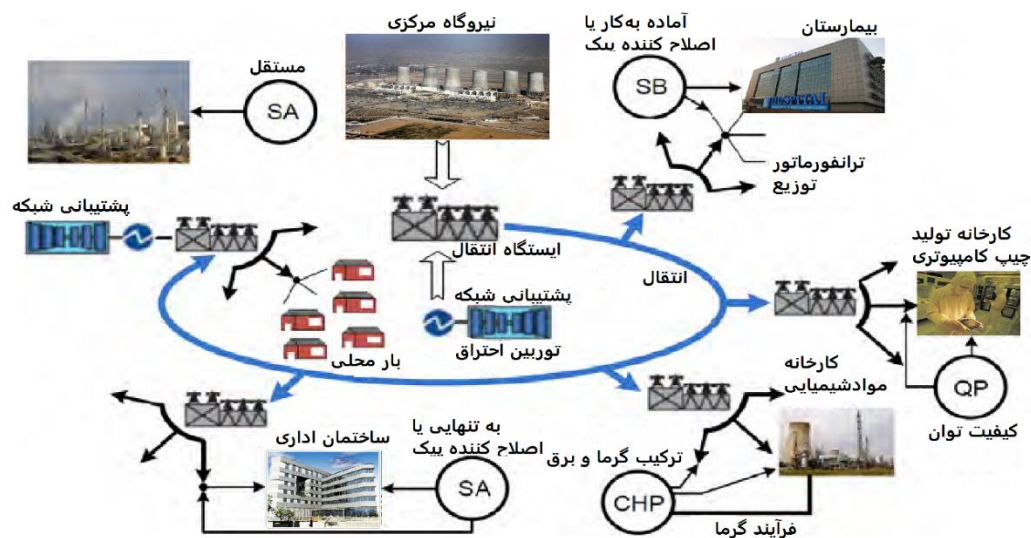 نیروگاه مرکزی
آماده به‌کار یا
اصلاح کننده پیک
بیمارستان
مستقل
SA
SB
ترانفورماتور
توزیع
پشتیبانی شبکه
ایستگاه انتقال
انتقال
کارخانه تولید
چیپ کامپیوتری
پشتیبانی شبکه
توربین احتراق
بار محلی
کارخانه
موادشیمیایی
QP
کیفیت توان
به تنهایی یا
اصلاح کننده پیک
ساختمان اداری
SA
ترکیب گرما و برق
CHP
فرآیند گرما